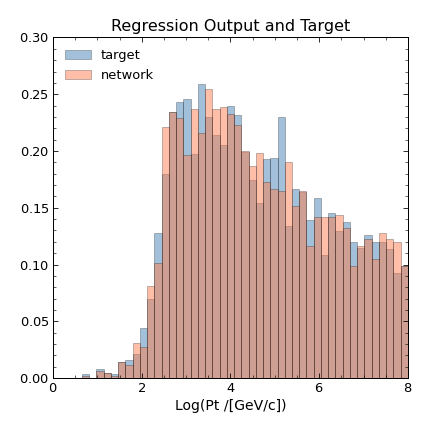 Regression Output and Target
target
network
0.30
0.25
0.20
0.15
0.10
0.05
0.00
0 2 4 6 8
Log(Pt /[GeV/c])